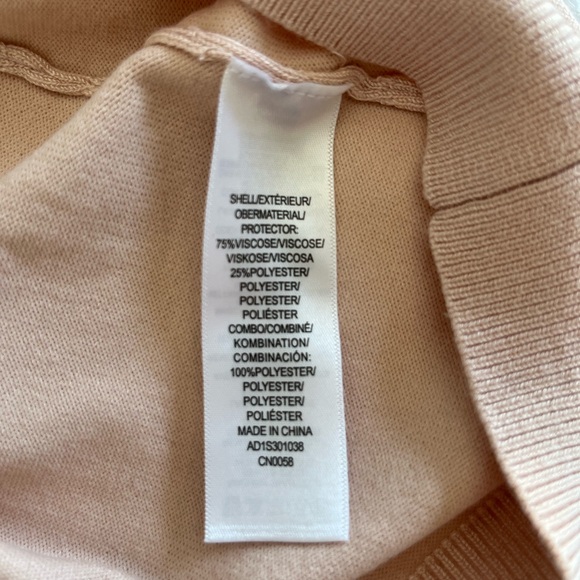 SHELL/EXTÉRIEUR/
OBERMATERIAL/
PROTECTOR:
75%VISCOSE/VISCOSE/
VISKOSE/VISCOSA
25%POLYESTER/
POLYESTER/
POLYESTER/
POLIÉSTER
COMBO/COMBINÉ/
KOMBINATION/
COMBINACIÓN:
100%POLYESTER/
POLYESTER/
POLYESTER/
POLIÉSTER
MADE IN CHINA
AD1S301038
CN0058